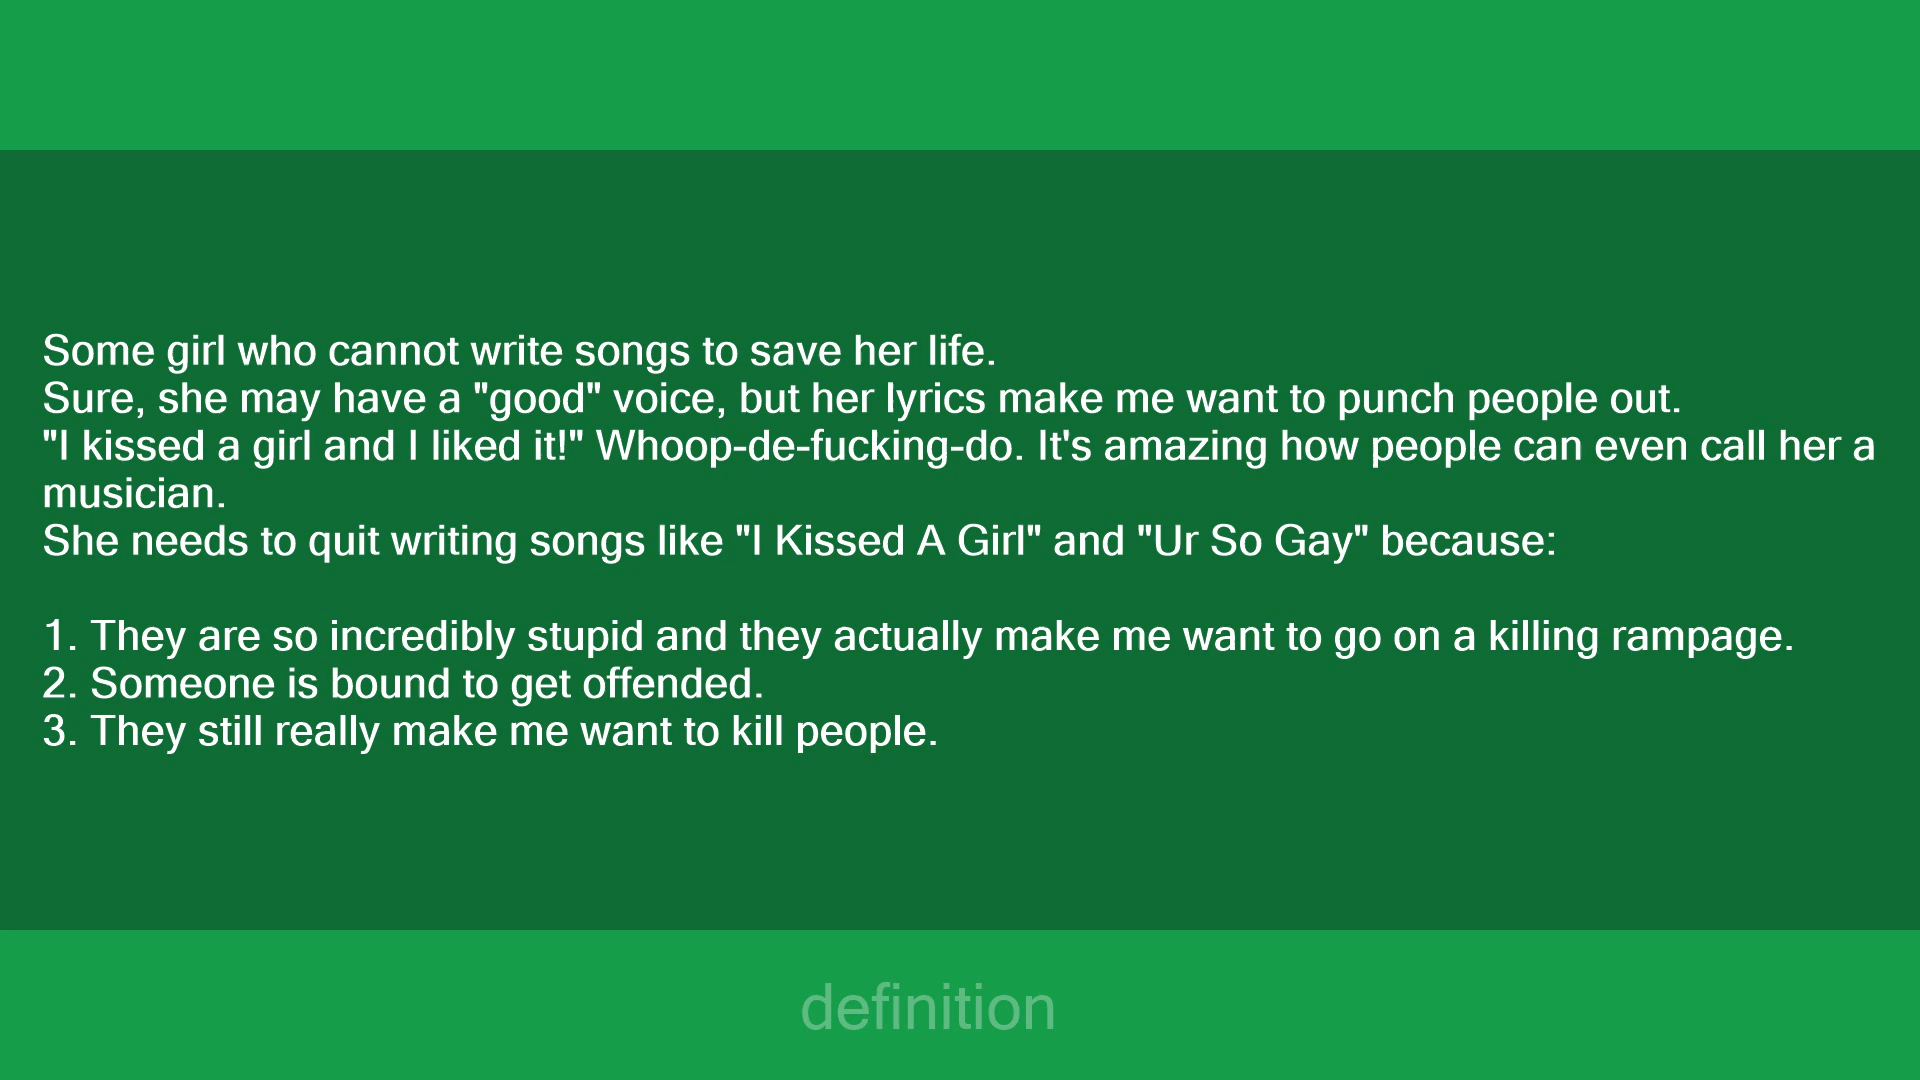 Some girl who cannot write songs to save her life.
Sure, she may have a "good" voice, but her lyrics make me want to punch people out.
"I kissed a girl and I liked it!" Whoop-de-fucking-do. It's amazing how people can even call her a
musician.
She needs to quit writing songs like "I Kissed A Girl" and "Ur So Gay" because:
1. They are so incredibly stupid and they actually make me want to go on a killing rampage.
2. Someone is bound to get offended.
3. They still really make me want to kill people.
definition